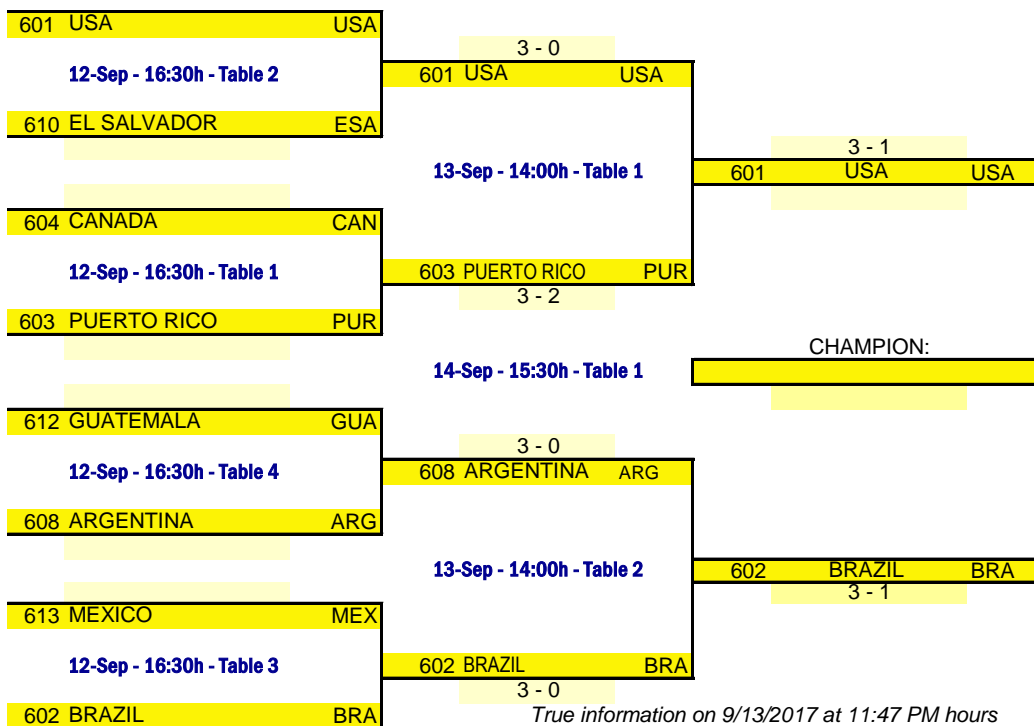 601 USA USA
3 - 0
12-Sep - 16:30h - Table 2
601 USA USA
610 EL SALVADOR ESA
3 - 1
13-Sep - 14:00h - Table 1
601 USA USA
604 CANADA CAN
12-Sep - 16:30h - Table 1
603 PUERTO RICO PUR
3 - 2
603 PUERTO RICO PUR
CHAMPION:
14-Sep - 15:30h - Table 1
612 GUATEMALA GUA
3 - 0
12-Sep - 16:30h - Table 4
608 ARGENTINA ARG
608 ARGENTINA ARG
13-Sep - 14:00h - Table 2
602 BRAZIL BRA
3 - 1
613 MEXICO MEX
12-Sep - 16:30h - Table 3
602 BRAZIL BRA
3 - 0
602 BRAZIL BRA
True information on 9/13/2017 at 11:47 PM hours